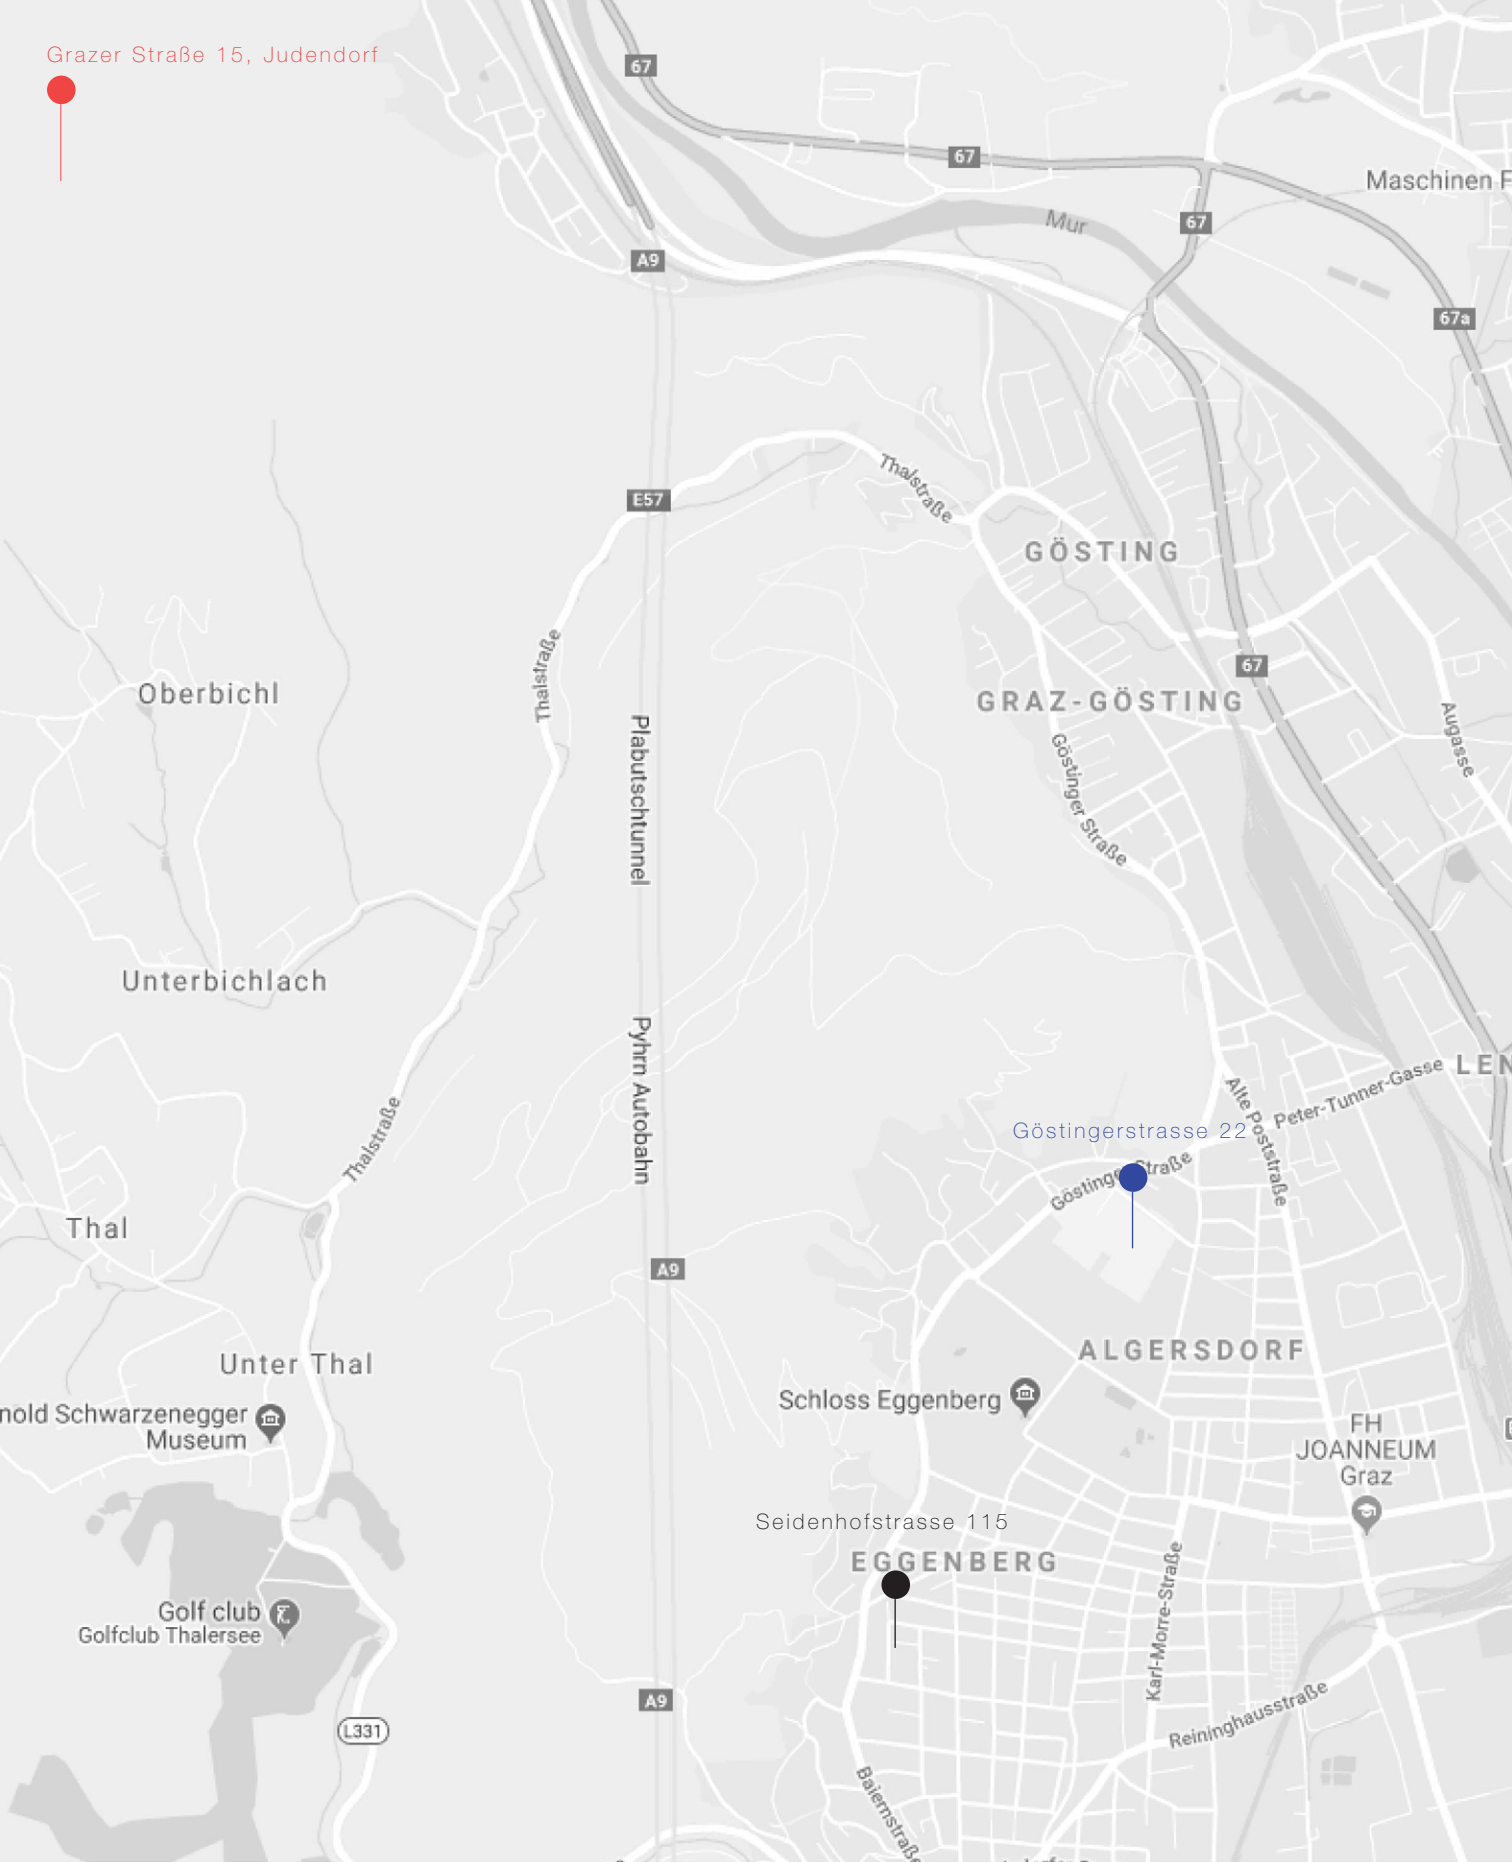 Grazer Straße 15, Judendorf
67
67
Maschinen F
67
Mur
A9
67a
Thalstraße
E57
GÖSTING
Thalstraße
67
Oberbichl
GRAZ-GÖSTING
Augasse
Plabutschtunnel
Göstinger Straße
Unterbichlach
Pyhrn Autobahn
LEN
Peter-Tunner-Gasse
Alte Poststraße
Thalstraße
Göstingerstrasse 22
Göstinger Straße
Thal
A9
Unter Thal
ALGERSDORF
nold Schwarzenegger
Museum
Schloss Eggenberg
FH
JOANNEUM
Graz
Seidenhofstrasse 115
EGGENBERG
Karl-Morre-Straße
Golf club
Golfclub Thalersee
A9
L331
Reininghausstraße
Baiernstraße